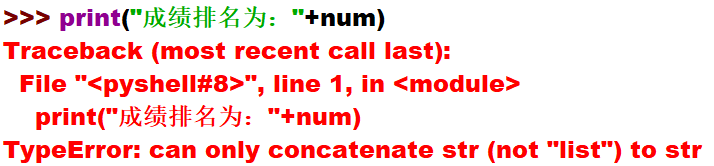 >>> print("成绩排名为："+num)
Traceback (most recent call last):
  File "<pyshell#8>", line 1, in <module>
    print("成绩排名为："+num)
TypeError: can only concatenate str (not "list") to str